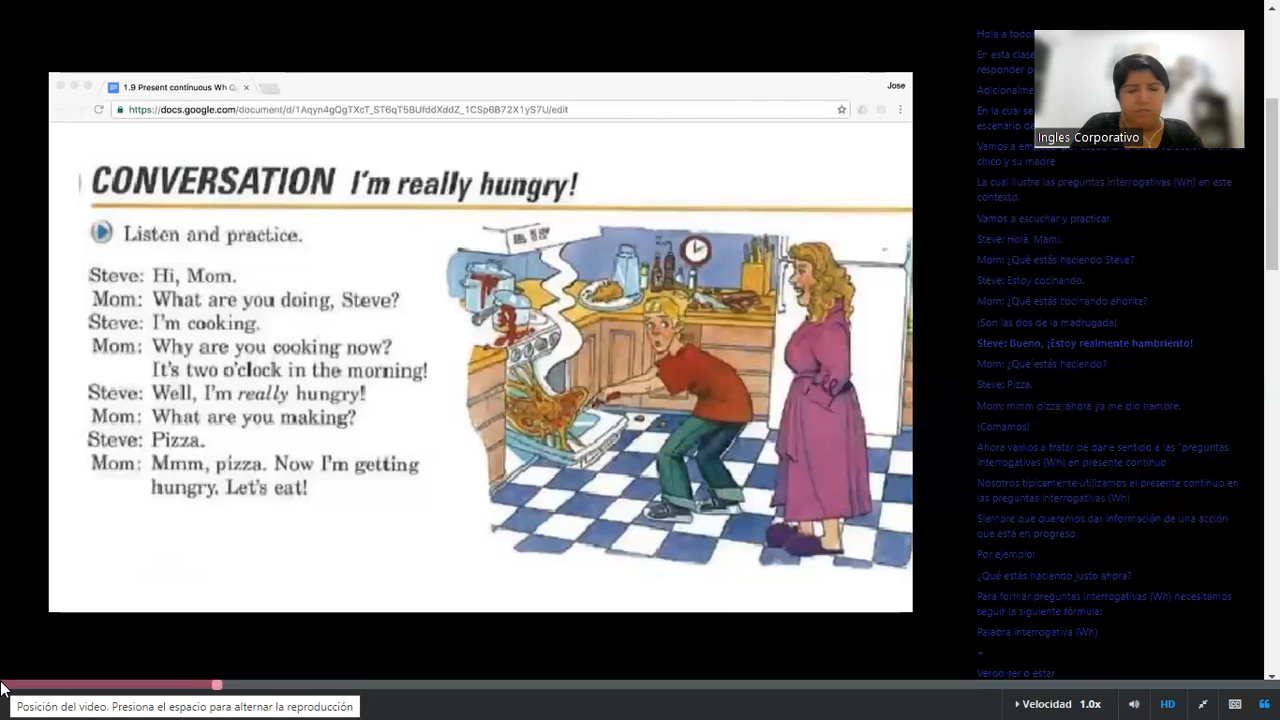 1.9 Present continuous Wh Q
Jose
https://docs.google.com/document/d/1Aqyn4gQgTXcT_ST6qT5BUfddXddZ_1CSp6B72X1yS7U/edit
CONVERSATION I'm really hungry!
Listen and practice.
Steve: Hi, Mom.
Mom: What are you doing, Steve?
Steve: I'm cooking.
Mom: Why are you cooking now?
It's two o'clock in the morning!
Steve: Well, I'm really hungry!
Mom: What are you making?
Steve: Pizza.
Mom: Mmm, pizza. Now I'm getting
hungry. Let's eat!
Hola a todos
En esta clase
responder
Adicionalme
En la cual se
escenario de
Ingles Corporativo
Vamos a
chico y su madre
La cual ilustra las preguntas interrogativas (Wh) en este
contexto.
Vamos a escuchar y practicar.
Steve: Hola, Mamí.
Mom: ¿Qué estás haciendo Steve?
Steve: Estoy cocinando.
Mom: ¿Qué estás cocinando ahorita?
¡Son las dos de la madrugada!
Steve: Bueno, ¡Estoy realmente hambriento!
Mom: ¿Qué estás haciendo?
Steve: Pizza.
Mom: mmm pizza, ahora ya me dio hambre.
¡Comamos!
Ahora vamos a tratar de darle sentido a las "preguntas
interrogativas (Wh) en presente continuo"
Nosotros típicamente utilizamos el presente continuo en
las preguntas interrogativas (Wh)
Siempre que queremos dar información de una acción
que está en progreso.
Por ejemplo:
¿Qué estás haciendo justo ahora?
Para formar preguntas interrogativas (Wh) necesitamos
seguir la siguiente fórmula:
Palabra interrogativa (Wh)
+
Verbo ser o estar
Posición del video. Presiona el espacio para alternar la reproducción
Velocidad 1.0x
HD